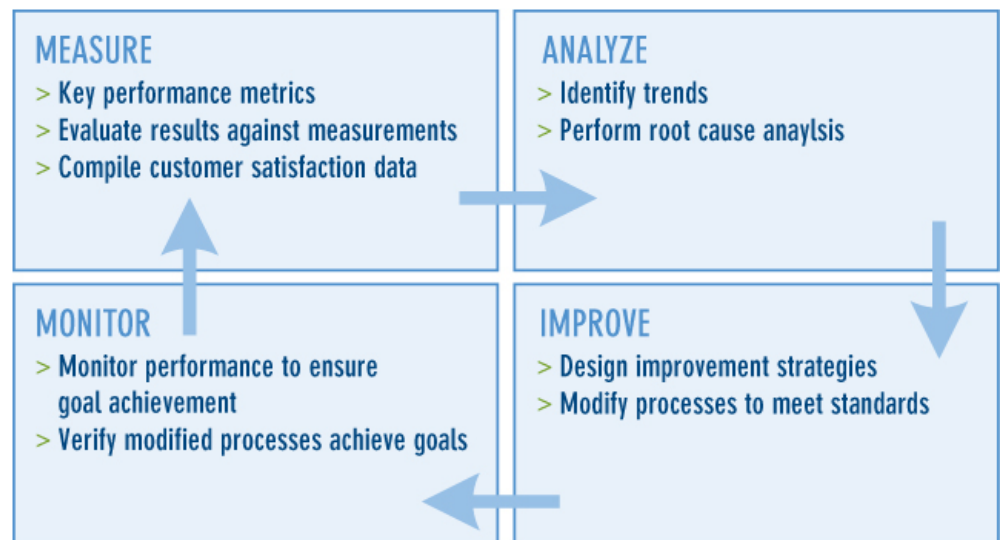 MEASURE
> Key performance metrics
> Evaluate results against measurements
> Compile customer satisfaction data
ANALYZE
> Identify trends
> Perform root cause anaylsis
MONITOR
> Monitor performance to ensure
goal achievement
> Verify modified processes achieve goals
IMPROVE
> Design improvement strategies
> Modify processes to meet standards